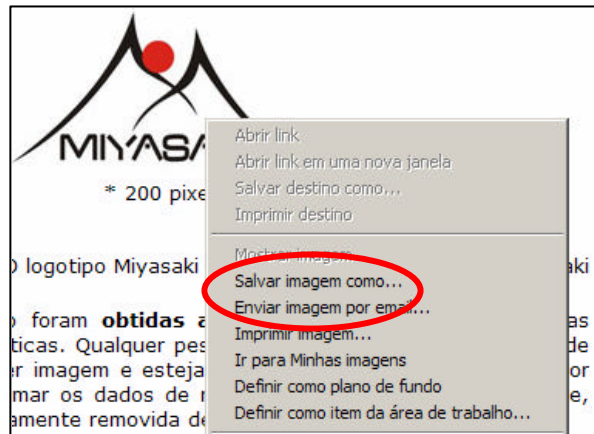 MIYASA
* 200 pixe
Abrir link
Abrir link em uma nova janela
Salvar destino como...
Imprimir destino
Mostrar imagem...
Salvar imagem como...
Enviar imagem por email...
Imprimir imagem...
Ir para Minhas imagens
Definir como plano de fundo
Definir como item da área de trabalho...
logotipo Miyasaki
aki
foram obtidas a
as
ticas. Qualquer pes
de
r imagem e esteja
or
mar os dados de r
e,
amente removida de